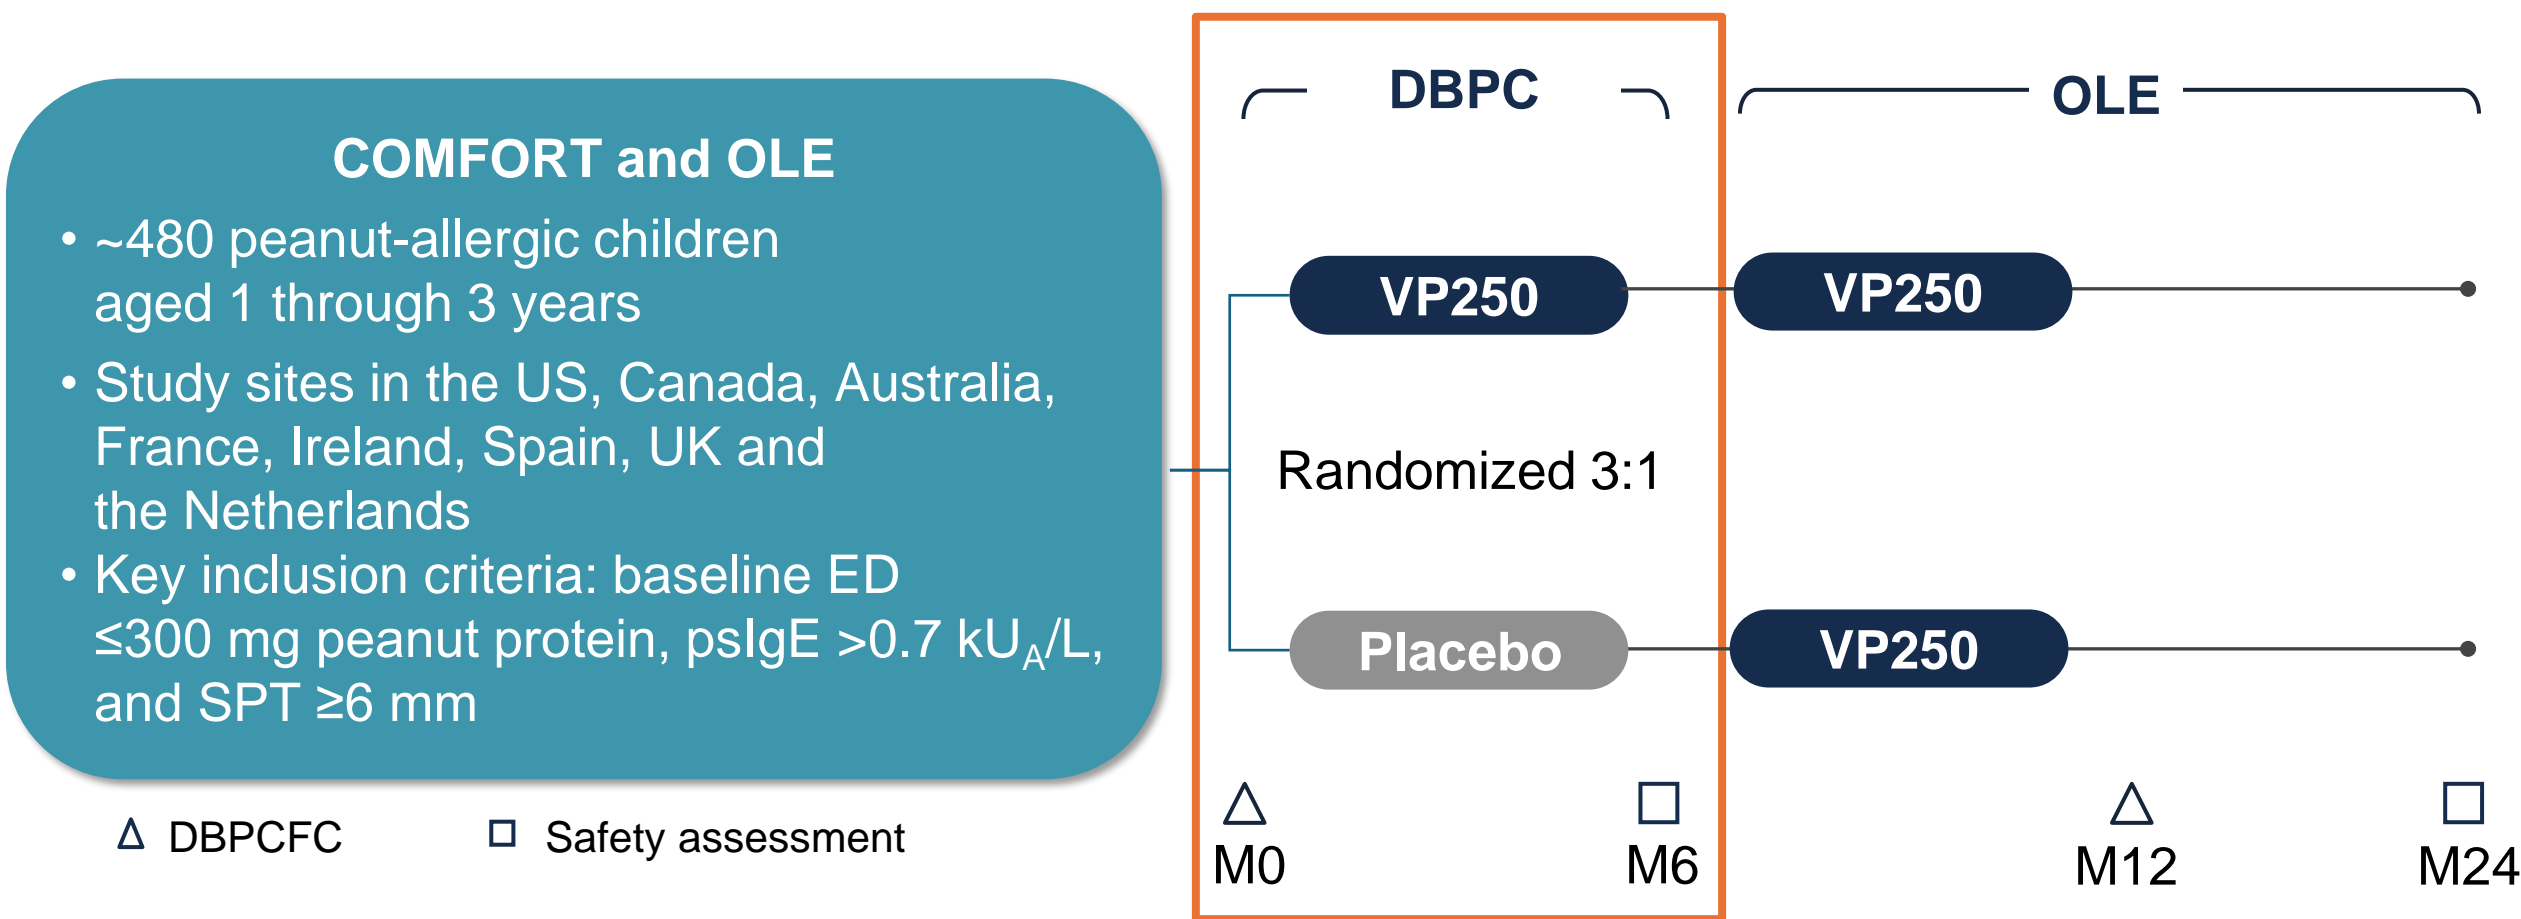 COMFORT and OLE
• ~480 peanut-allergic children
aged 1 through 3 years
• Study sites in the US, Canada, Australia,
France, Ireland, Spain, UK and
the Netherlands
• Key inclusion criteria: baseline ED
≤300 mg peanut protein, psIgE >0.7 kU_A/L,
and SPT ≥6 mm
DBPCFC
Safety assessment
DBPC
OLE
VP250
VP250
Randomized 3:1
Placebo
VP250
M0
M6
M12
M24